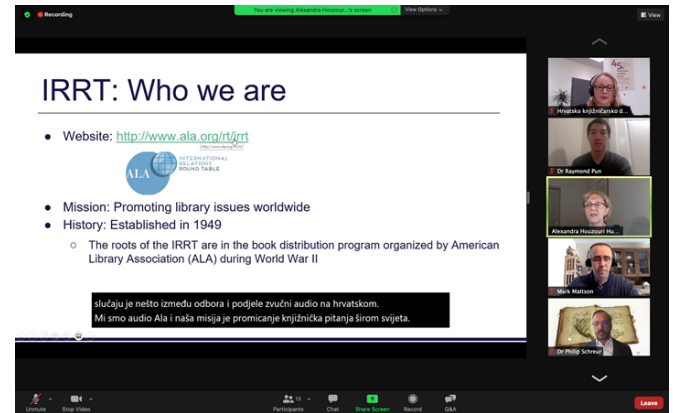 Recording
You are viewing Alexandra Houzouri...'s screen
View Options
View
IRRT: Who we are
Website: http://www.ala.org/rt/irrt
ALA
INTERNATIONAL
RELATIONS
ROUND TABLE
Mission: Promoting library issues worldwide
History: Established in 1949
The roots of the IRRT are in the book distribution program organized by American
Library Association (ALA) during World War II
slučaju je nešto između odbora i podjele zvučni audio na hrvatskom.
Mi smo audio Ala i naša misija je promicanje knjižnička pitanja širom svijeta.
Hrvatsko knjižničarsko d...
Dr Raymond Pun
Alexandra Houzouri Hu...
Mark Mattson
Dr Philip Schreur
Unmute
Stop Video
Participants
13
Chat
Share Screen
Record
Q&A
Leave